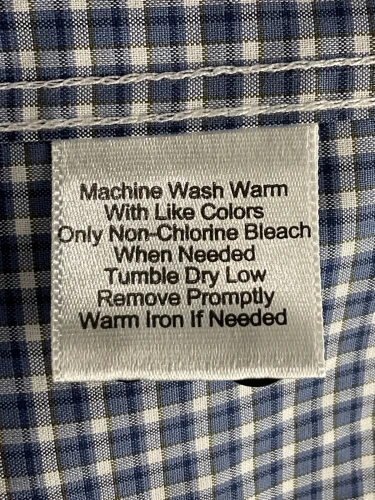 Machine Wash Warm
With Like Colors
Only Non-Chlorine Bleach
When Needed
Tumble Dry Low
Remove Promptly
Warm Iron If Needed